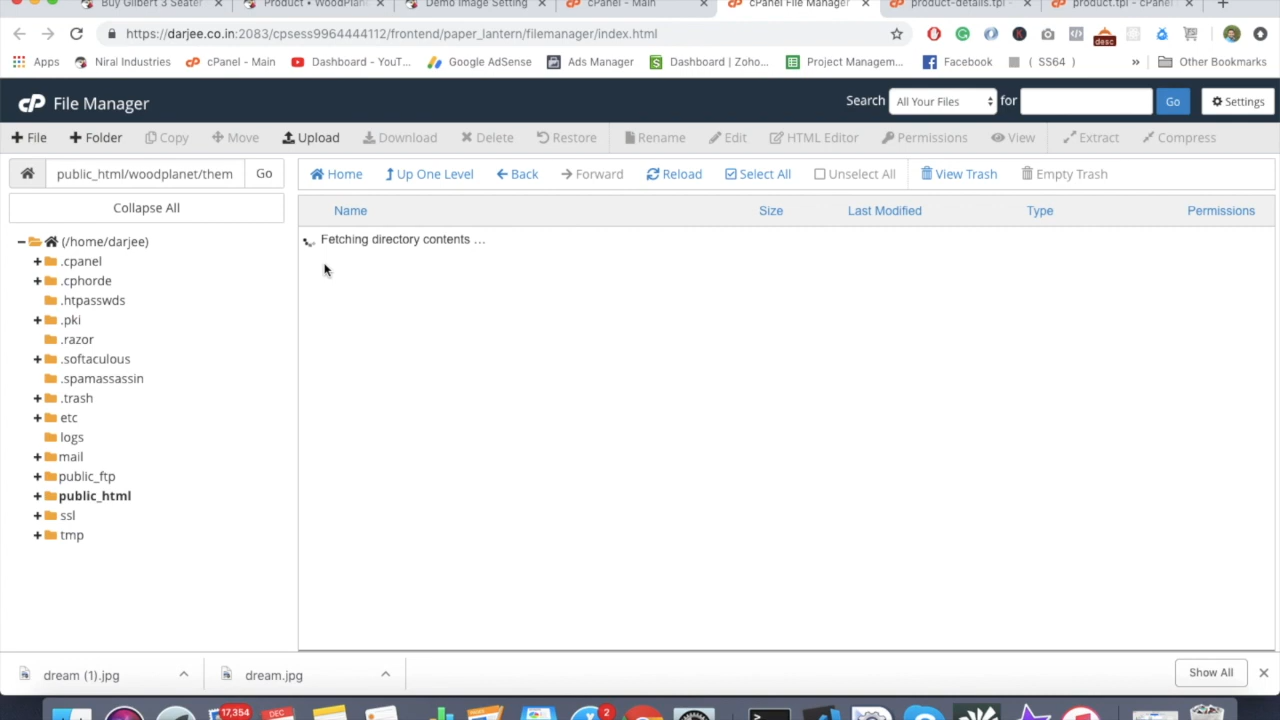 Buy Gilbert 3 Seater
Product • WoodPlan
Demo Image Setting
cPanel - Main
cPanel File Manager
product-details.tpl -
product.tpl - cPanel
https://darjee.co.in:2083/cpsess9964444112/frontend/paper_lantern/filemanager/index.html
desc
Apps
Niral Industries
cPanel - Main
Dashboard - YouT...
Google AdSense
Ads Manager
Dashboard | Zoho...
Project Managem...
Facebook
( SS64 )
»
Other Bookmarks
cP File Manager
Search
All Your Files
for
Go
Settings
+ File
+ Folder
Copy
Move
Upload
Download
Delete
Restore
Rename
Edit
HTML Editor
Permissions
View
Extract
Compress
public_html/woodplanet/them
Go
Home
Up One Level
Back
Forward
Reload
Select All
Unselect All
View Trash
Empty Trash
Collapse All
Name
Size
Last Modified
Type
Permissions
Fetching directory contents …
(/home/darjee)
.cpanel
.cphorde
.htpasswds
.pki
.razor
.softaculous
.spamassassin
.trash
etc
logs
mail
public_ftp
public_html
ssl
tmp
dream (1).jpg
dream.jpg
Show All
17,354
DEC
2